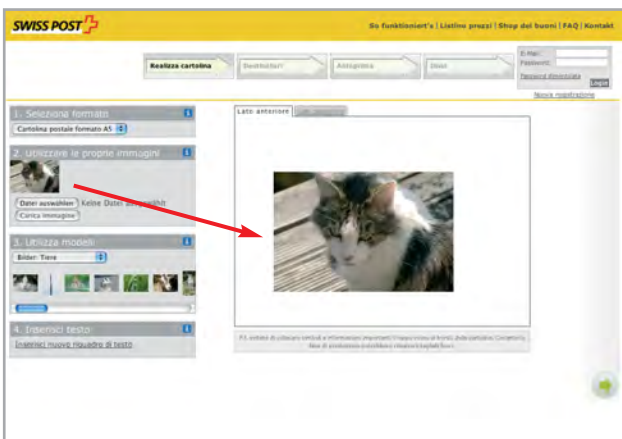 SWISS POST
So funktioniert's | Listino prezzi | Shop dei buoni | FAQ | Kontakt
Realizza cartolina
Destinatari
Anteprima
Invio
E-Mail:
Password:
Password dimenticata
Login
Nuova registrazione
1. Seleziona formato
Cartolina postale formato A5
2. Utilizzare le proprie immagini
Datei auswählen Keine Datei ausgewählt
Carica immagine
3. Utilizza modelli
Bilder: Tiere
4. Inserisci testo
Inserisci nuovo riquadro di testo
Lato anteriore